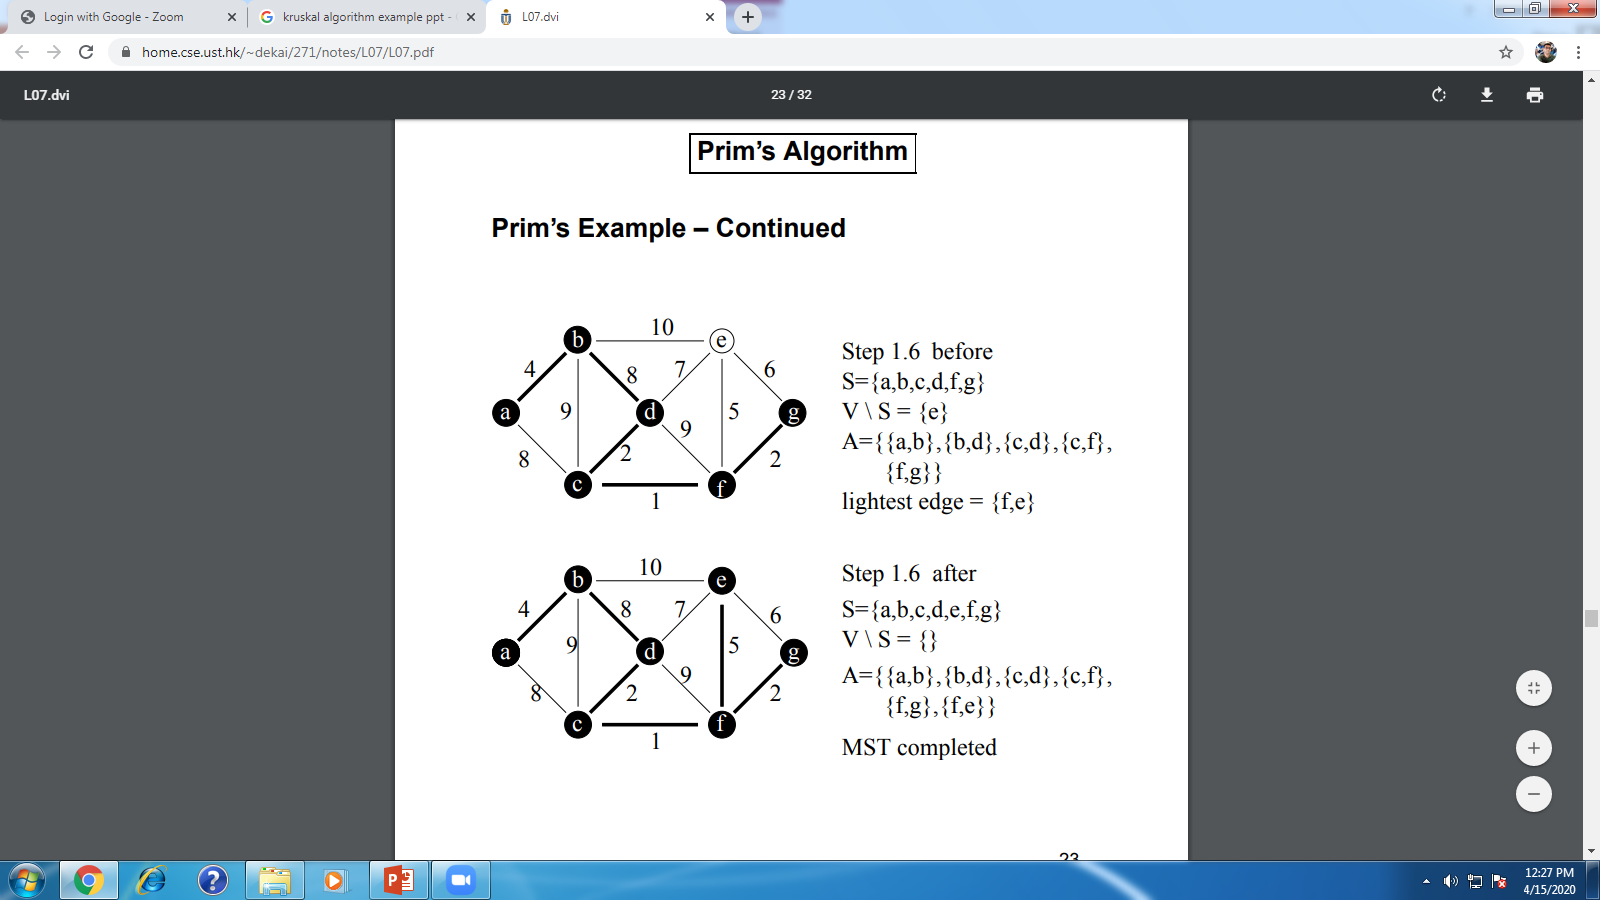 Login with Google - Zoom
kruskal algorithm example ppt -
L07.dvi
home.cse.ust.hk/~dekai/271/notes/L07/L07.pdf
L07.dvi
23 / 32
Prim's Algorithm
Prim's Example – Continued
10
b
e
4
8
7
6
a
9
d
5
g
9
8
2
2
c
f
1
Step 1.6 before
S={a,b,c,d,f,g}
V \ S = {e}
A={{a,b},{b,d},{c,d},{c,f},
{f,g}}
lightest edge = {f,e}
10
b
e
4
8
7
6
a
9
d
5
g
9
8
2
2
c
f
1
Step 1.6 after
S={a,b,c,d,e,f,g}
V \ S = {}
A={{a,b},{b,d},{c,d},{c,f},
{f,g},{f,e}}
MST completed
23
12:27 PM
4/15/2020